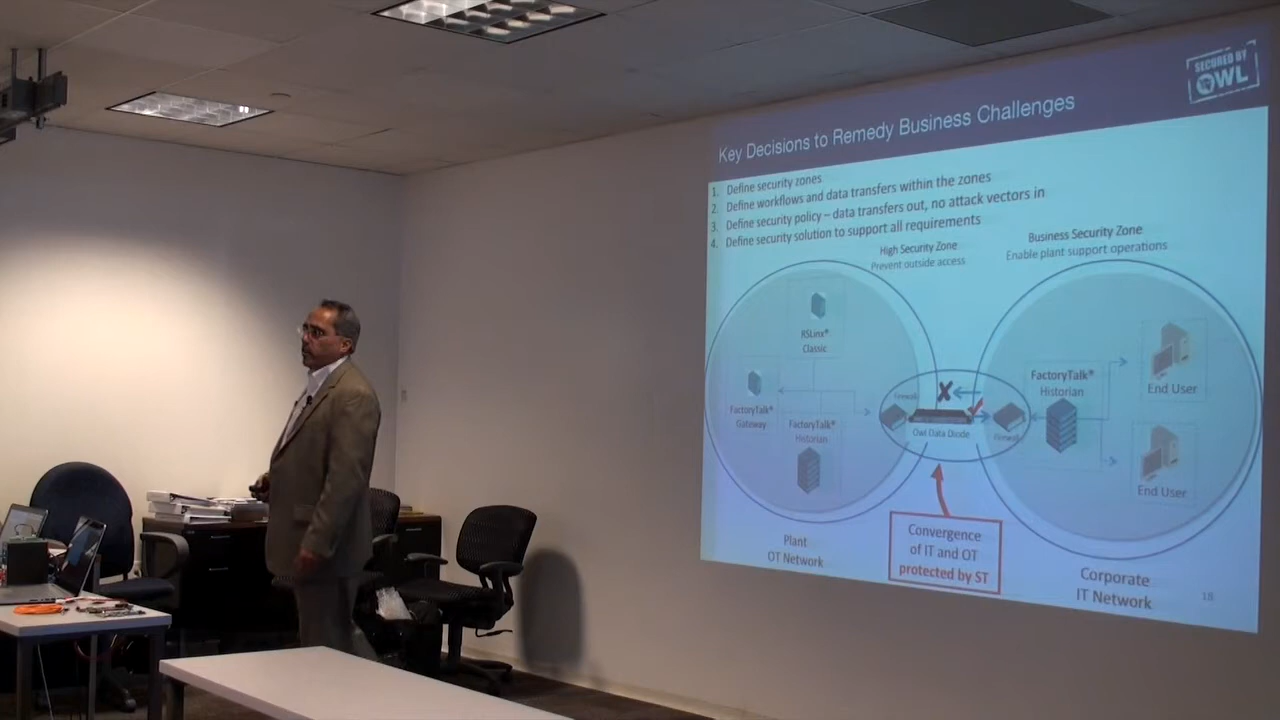 SECURED BY
OWL
Key Decisions to Remedy Business Challenges
1. Define security zones
2. Define workflows and data transfers within the zones
3. Define security policy – data transfers out, no attack vectors in
4. Define security solution to support all requirements
High Security Zone
Prevent outside access
Business Security Zone
Enable plant support operations
RSLinx®
Classic
FactoryTalk®
Gateway
FactoryTalk®
Historian
Firewall
Owl Data Diode
Firewall
FactoryTalk®
Historian
End User
End User
Convergence
of IT and OT
protected by ST
Plant
OT Network
Corporate
IT Network
18